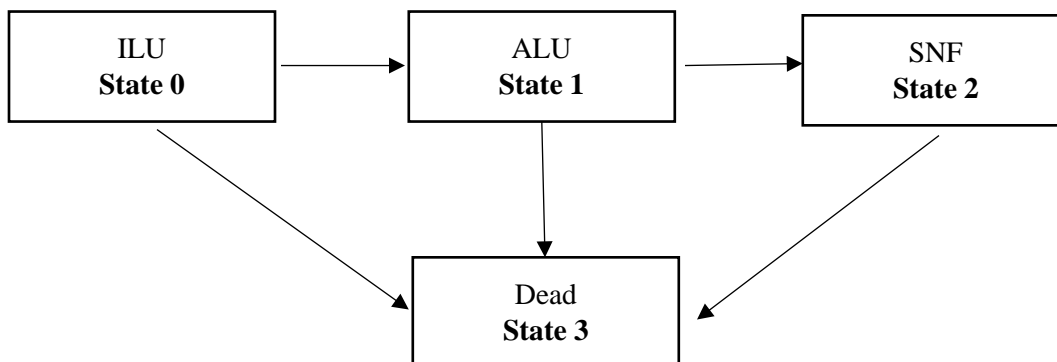 ILU
State 0
ALU
State 1
SNF
State 2
Dead
State 3